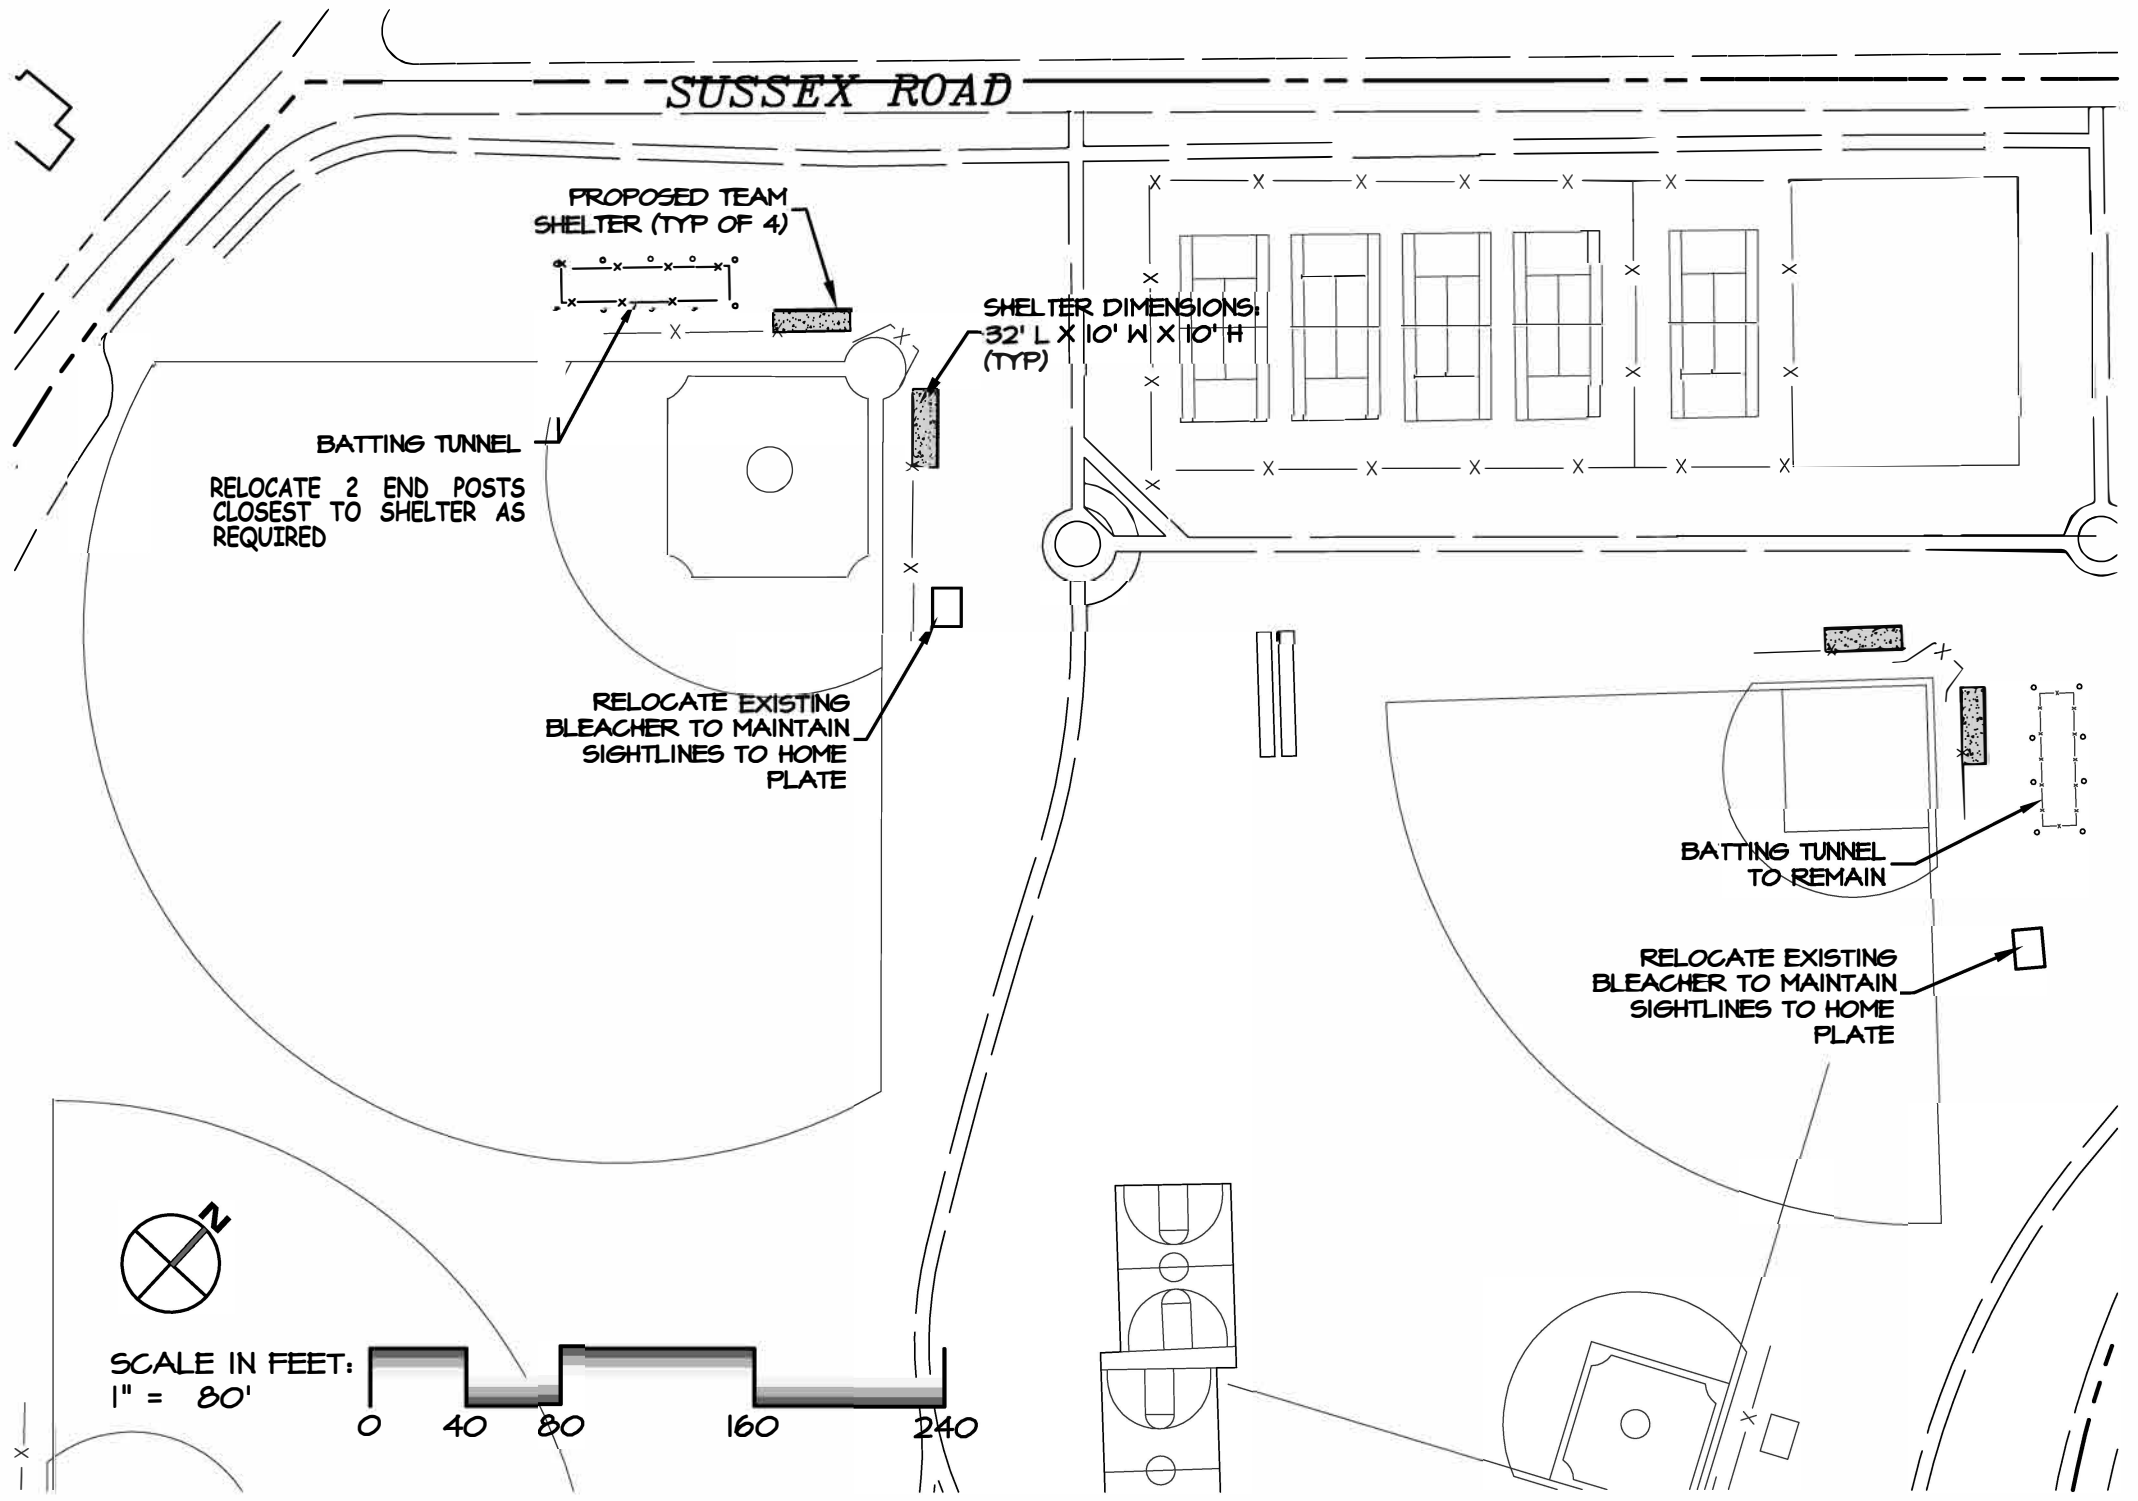 SUSSEX ROAD
PROPOSED TEAM
SHELTER (TYP OF 4)
SHELTER DIMENSIONS:
32' L X 10' W X 10' H
(TYP)
BATTING TUNNEL
RELOCATE 2 END POSTS
CLOSEST TO SHELTER AS
REQUIRED
RELOCATE EXISTING
BLEACHER TO MAINTAIN
SIGHTLINES TO HOME
PLATE
BATTING TUNNEL
TO REMAIN
RELOCATE EXISTING
BLEACHER TO MAINTAIN
SIGHTLINES TO HOME
PLATE
N
SCALE IN FEET:
1" = 80'
0 40 80 160 240